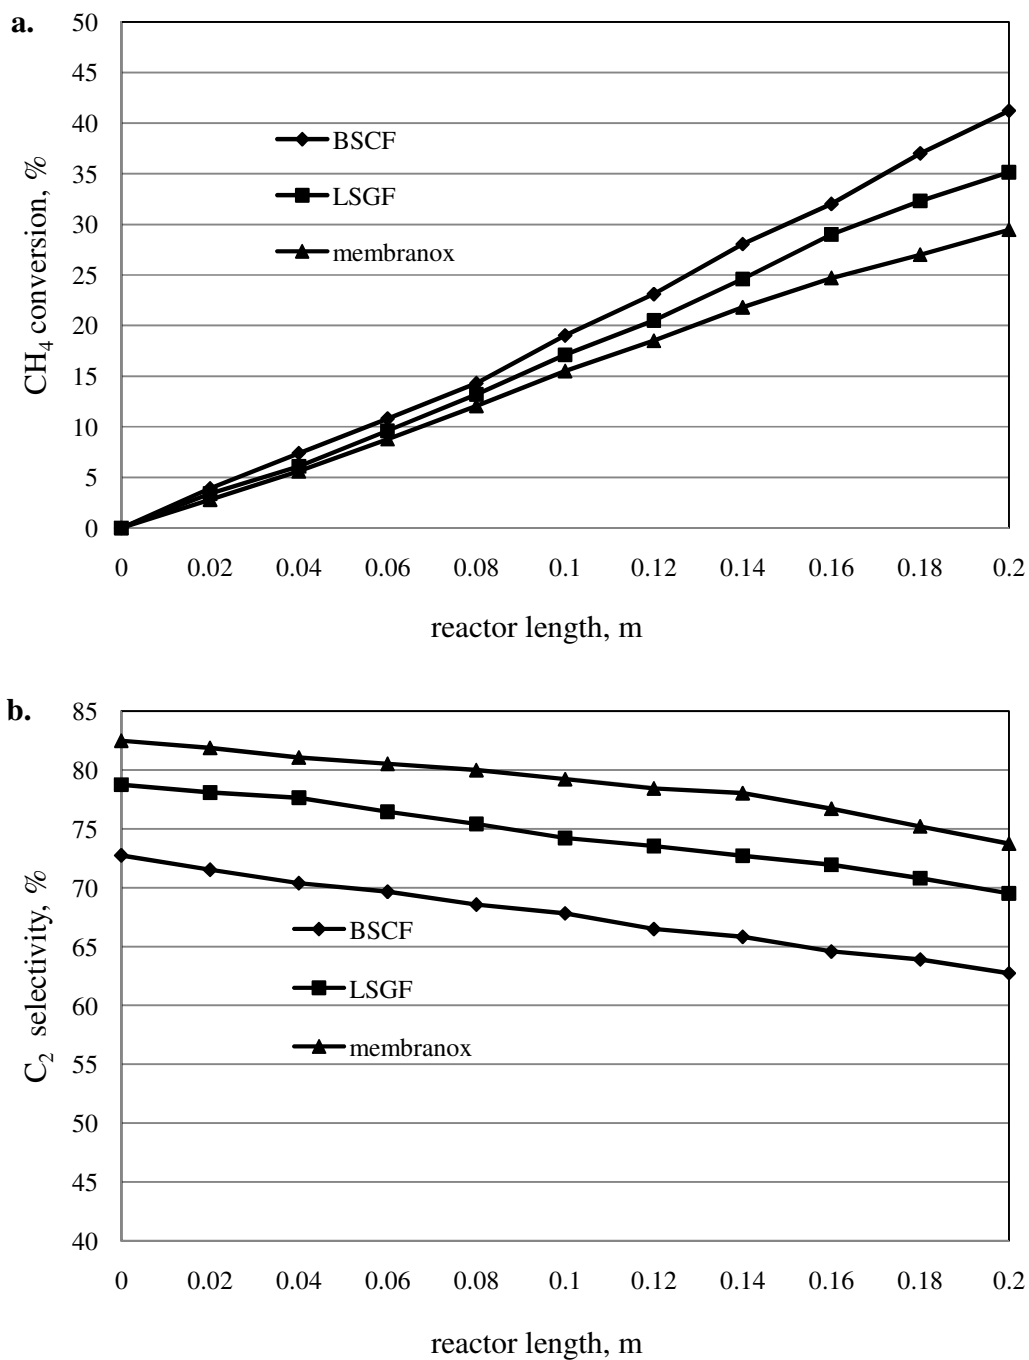 a.
CH4 conversion, %
50
45
40
35
30
25
20
15
10
5
0
BSCF
LSGF
membranox
0 0.02 0.04 0.06 0.08 0.1 0.12 0.14 0.16 0.18 0.2
reactor length, m
b.
C2 selectivity, %
85
80
75
70
65
60
55
50
45
40
BSCF
LSGF
membranox
0 0.02 0.04 0.06 0.08 0.1 0.12 0.14 0.16 0.18 0.2
reactor length, m